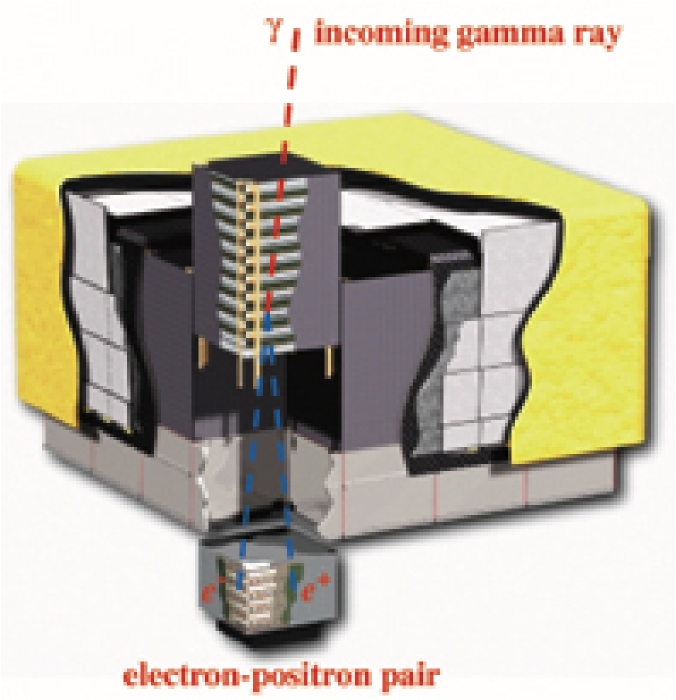 γ incoming gamma ray
e⁻ e⁺
electron-positron pair